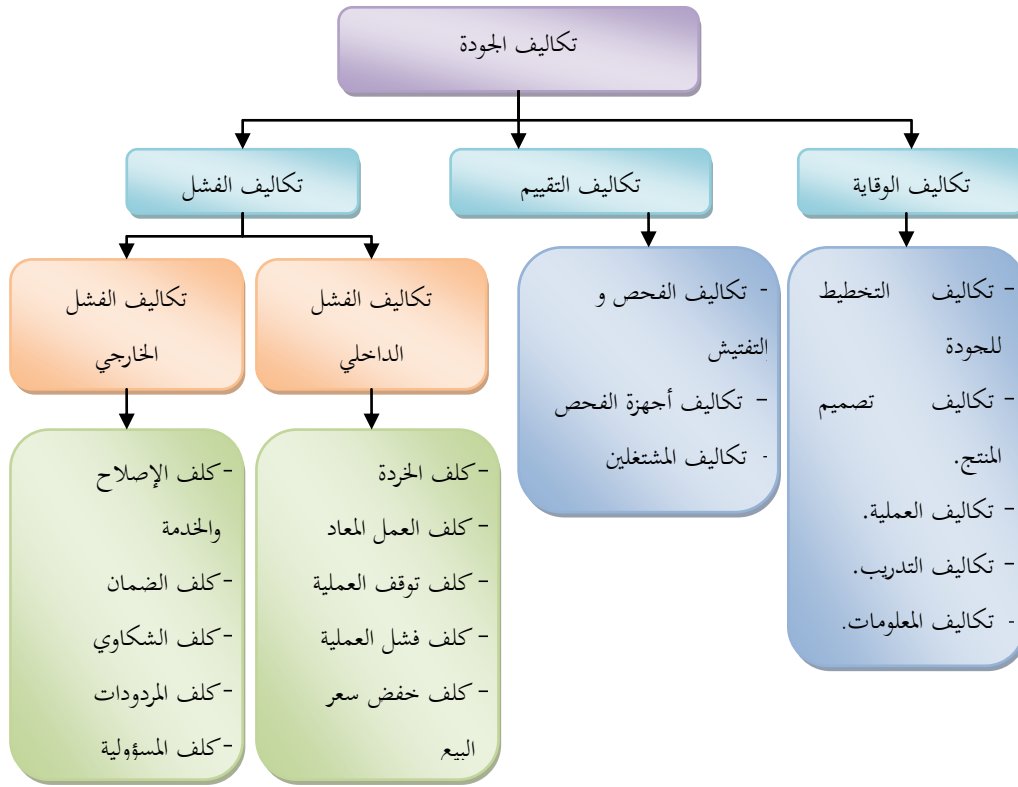 تكاليف الجودة
تكاليف الوقاية
تكاليف التقييم
تكاليف الفشل
- تكاليف التخطيط
للجودة
- تكاليف تصميم
المنتج.
- تكاليف العملية.
- تكاليف التدريب.
- تكاليف المعلومات.
- تكاليف الفحص و
التفتيش
- تكاليف أجهزة الفحص
- تكاليف المشتغلين
تكاليف الفشل
الداخلي
تكاليف الفشل
الخارجي
- كلف الخردة
- كلف العمل المعاد
- كلف توقف العملية
- كلف فشل العملية
- كلف خفض سعر
البيع
- كلف الإصلاح
والخدمة
- كلف الضمان
- كلف الشكاوي
- كلف المردودات
- كلف المسؤولية